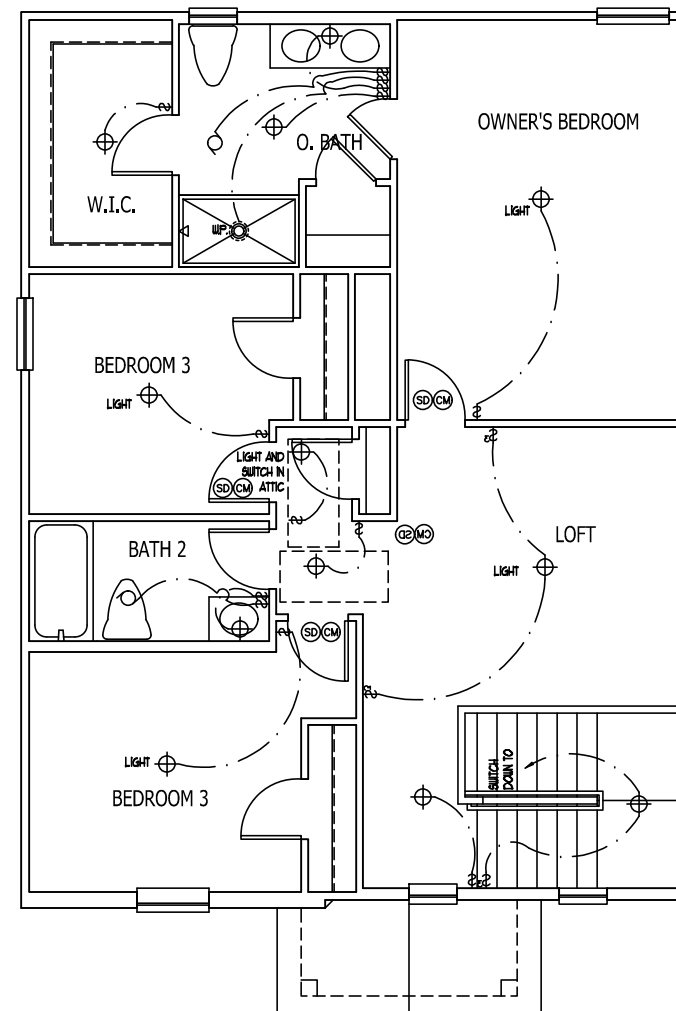 OWNER'S BEDROOM
O. BATH
W.I.C.
LIGHT
W.P.
BEDROOM 3
LIGHT
SD CM
LIGHT AND
SWITCH IN
ATTIC
SD CM
SD CM
BATH 2
LOFT
LIGHT
SD CM
LIGHT
BEDROOM 3
SWITCH
DOWN TO